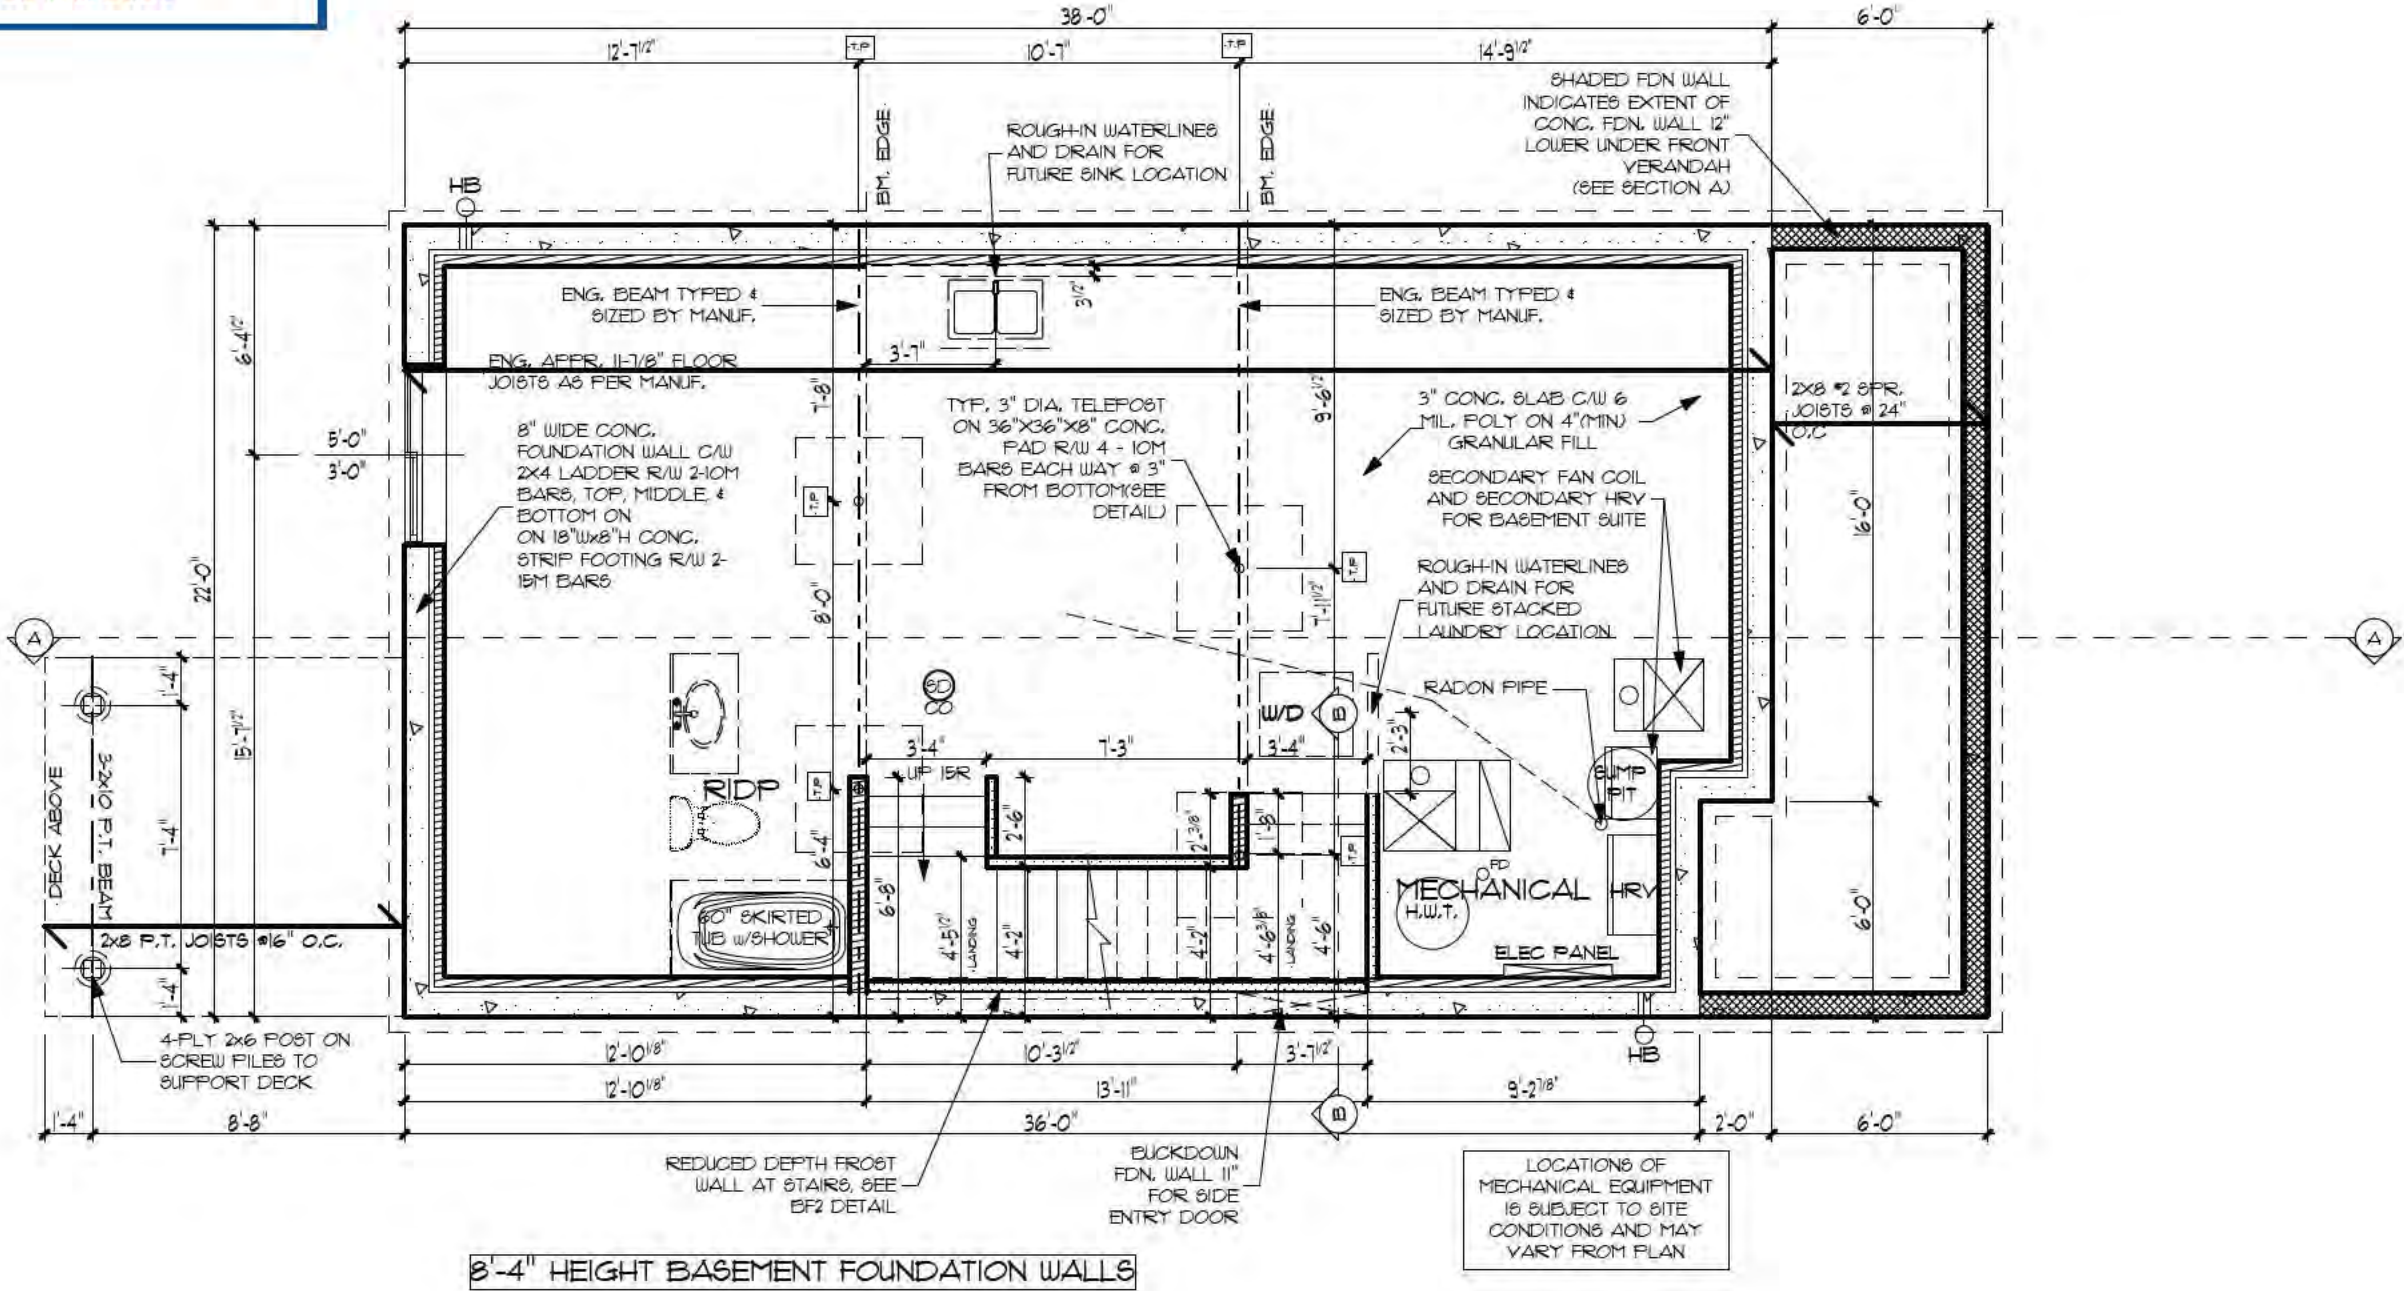 38'-0"
6'-0"
12'-7 1/2"
T.P
10'-7"
T.P
14'-9 1/2"
SHADED FDN WALL
INDICATES EXTENT OF
CONC. FDN. WALL 12"
LOWER UNDER FRONT
VERANDAH
(SEE SECTION A)
BM. EDGE
ROUGH-IN WATERLINES
AND DRAIN FOR
FUTURE SINK LOCATION
BM. EDGE
HB
ENG. BEAM TYPED &
SIZED BY MANUF.
3 1/2"
ENG. BEAM TYPED &
SIZED BY MANUF.
6'-4 1/2"
3'-7"
ENG. APPR. 11-7/8" FLOOR
JOISTS AS PER MANUF.
7'-8"
9'-6 1/2"
2X8 #2 SPR.
JOISTS @ 24"
O.C
8" WIDE CONC.
FOUNDATION WALL C/W
2X4 LADDER R/W 2-10M
BARS, TOP, MIDDLE, &
BOTTOM ON
ON 18"Wx8"H CONC.
STRIP FOOTING R/W 2-
15M BARS
TYP. 3" DIA. TELEPOST
ON 36"X36"X8" CONC.
PAD R/W 4 - 10M
BARS EACH WAY @ 3"
FROM BOTTOM(SEE
DETAIL)
3" CONC. SLAB C/W 6
MIL. POLY ON 4"(MIN)
GRANULAR FILL
5'-0"
3'-0"
SECONDARY FAN COIL
AND SECONDARY HRV
FOR BASEMENT SUITE
T.P
16'-0"
T.P
22'-0"
8'-0"
7'-11 1/2"
ROUGH-IN WATERLINES
AND DRAIN FOR
FUTURE STACKED
LAUNDRY LOCATION
A
A
1'-4"
SD
RADON PIPE
W/D
B
15'-7 1/2"
2'-3"
3'-4"
7'-3"
3'-4"
UP 15R
SUMP
PIT
DECK ABOVE
3-2x10 P.T. BEAM
RIDP
T.P
7'-4"
6'-4"
2'-6"
2'-3/8"
1'-8"
T.P
FD
MECHANICAL
HRV
H.W.T.
6'-8"
6'-0"
60" SKIRTED
TUB w/SHOWER
4'-5 1/2"
LANDING
4'-2"
4'-2"
4'-6 3/8"
LANDING
4'-6"
2x8 P.T. JOISTS @16" O.C.
ELEC PANEL
1'-4"
4-PLY 2x6 POST ON
SCREW PILES TO
SUPPORT DECK
12'-10 1/8"
10'-3 1/2"
3'-7 1/2"
HB
12'-10 1/8"
13'-11"
9'-2 7/8"
B
1'-4"
8'-8"
36'-0"
2'-0"
6'-0"
REDUCED DEPTH FROST
WALL AT STAIRS, SEE
BF2 DETAIL
BUCKDOWN
FDN. WALL 11"
FOR SIDE
ENTRY DOOR
LOCATIONS OF
MECHANICAL EQUIPMENT
IS SUBJECT TO SITE
CONDITIONS AND MAY
VARY FROM PLAN
8'-4" HEIGHT BASEMENT FOUNDATION WALLS